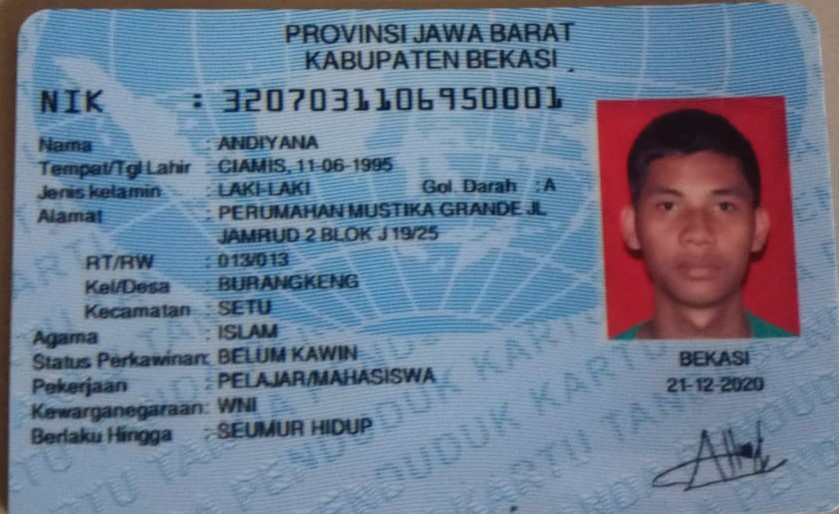 PROVINSI JAWA BARAT
KABUPATEN BEKASI
NIK : 3207031106950001
Nama : ANDIYANA
Tempat/Tgl Lahir : CIAMIS, 11-06-1995
Jenis kelamin : LAKI-LAKI Gol. Darah : A
Alamat : PERUMAHAN MUSTIKA GRANDE JL
JAMRUD 2 BLOK J 19/25
RT/RW : 013/013
Kel/Desa : BURANGKENG
Kecamatan : SETU
Agama : ISLAM
Status Perkawinan: BELUM KAWIN
Pekerjaan : PELAJAR/MAHASISWA
Kewarganegaraan: WNI
Berlaku Hingga : SEUMUR HIDUP
BEKASI
21-12-2020